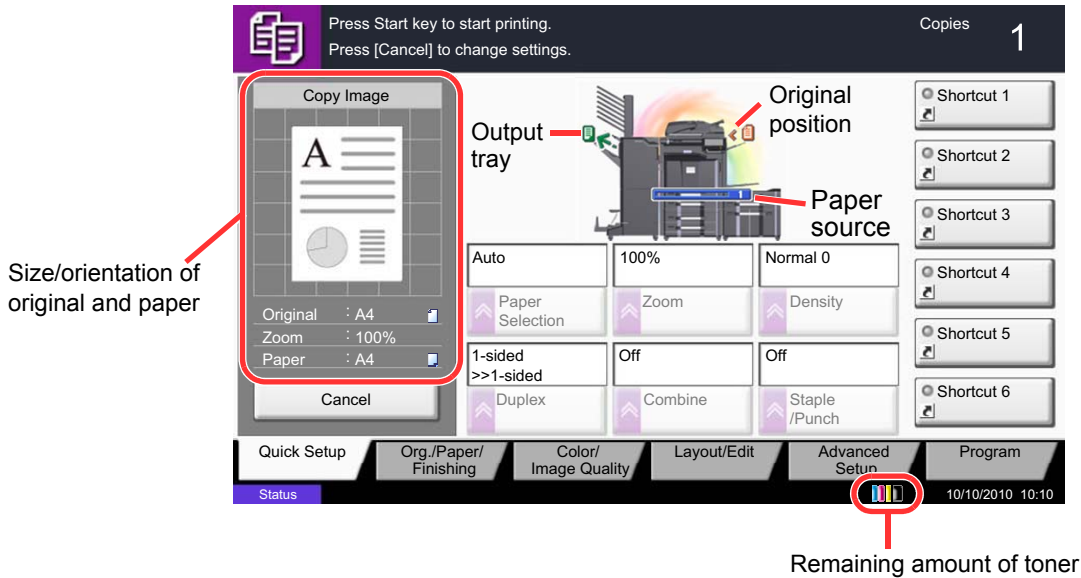 Press Start key to start printing.
Press [Cancel] to change settings.
Copies
1
Copy Image
A
Original : A4
Zoom : 100%
Paper : A4
Cancel
Size/orientation of
original and paper
Output
tray
Original
position
1
Paper
source
Auto
Paper
Selection
100%
Zoom
Normal 0
Density
1-sided
>>1-sided
Duplex
Off
Combine
Off
Staple
/Punch
Shortcut 1
Shortcut 2
Shortcut 3
Shortcut 4
Shortcut 5
Shortcut 6
Quick Setup
Org./Paper/
Finishing
Color/
Image Quality
Layout/Edit
Advanced
Setup
Program
Status
10/10/2010 10:10
Remaining amount of toner